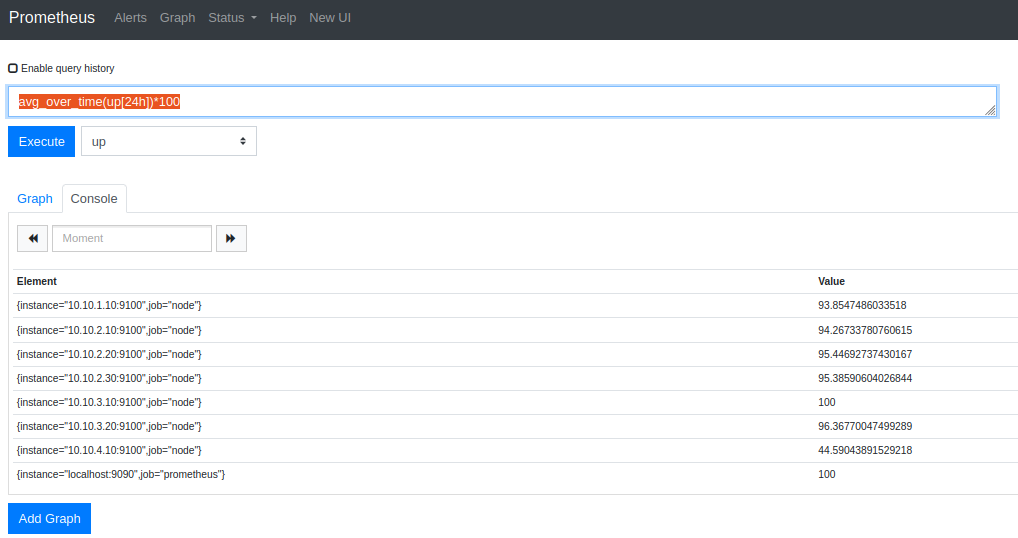 Prometheus Alerts Graph Status Help New UI
Enable query history
avg_over_time(up[24h])*100
Execute up
Graph Console
Moment
Element Value
{instance="10.10.1.10:9100",job="node"} 93.8547486033518
{instance="10.10.2.10:9100",job="node"} 94.26733780760615
{instance="10.10.2.20:9100",job="node"} 95.44692737430167
{instance="10.10.2.30:9100",job="node"} 95.38590604026844
{instance="10.10.3.10:9100",job="node"} 100
{instance="10.10.3.20:9100",job="node"} 96.36770047499289
{instance="10.10.4.10:9100",job="node"} 44.59043891529218
{instance="localhost:9090",job="prometheus"} 100
Add Graph